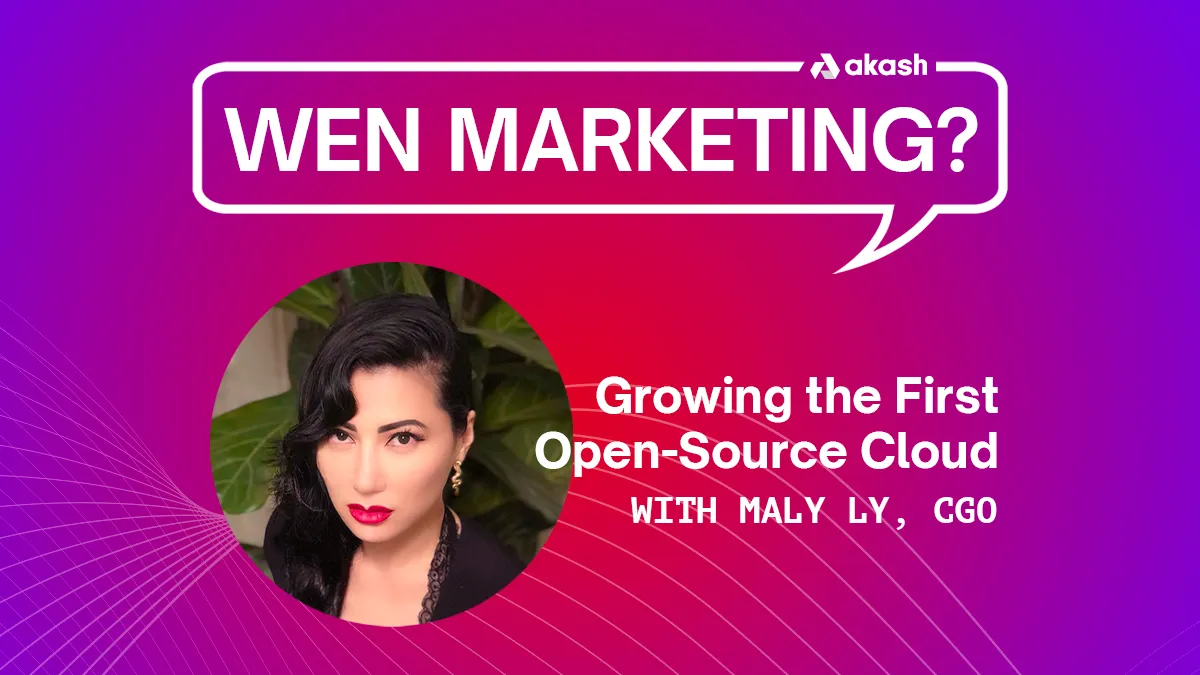 akash
WEN MARKETING?
Growing the First
Open-Source Cloud
WITH MALY LY, CGO